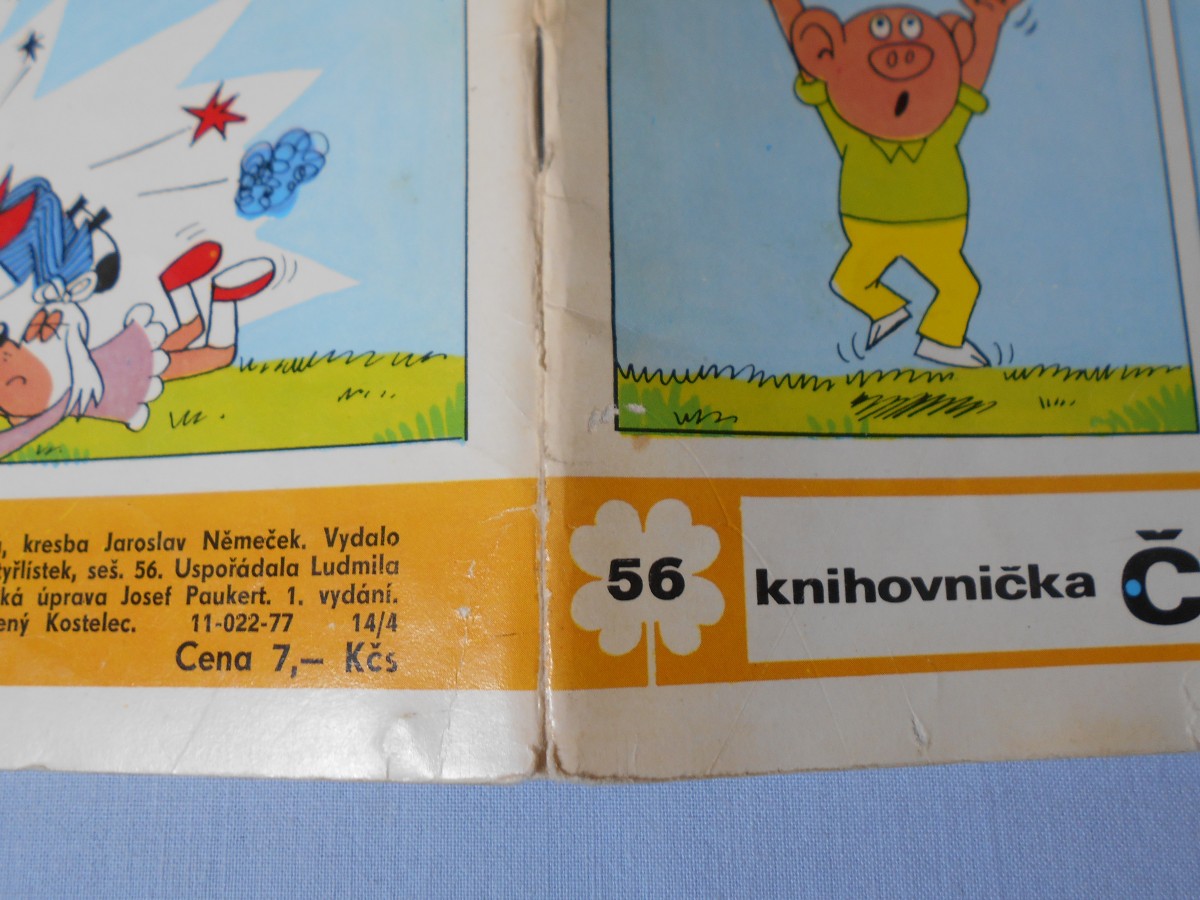 kresba Jaroslav Němeček. Vydalo
tyřlístek, seš. 56. Uspořádala Ludmila
ká úprava Josef Paukert. 1. vydání.
ený Kostelec. 11-022-77 14/4
Cena 7,– Kčs
56
knihovnička Č